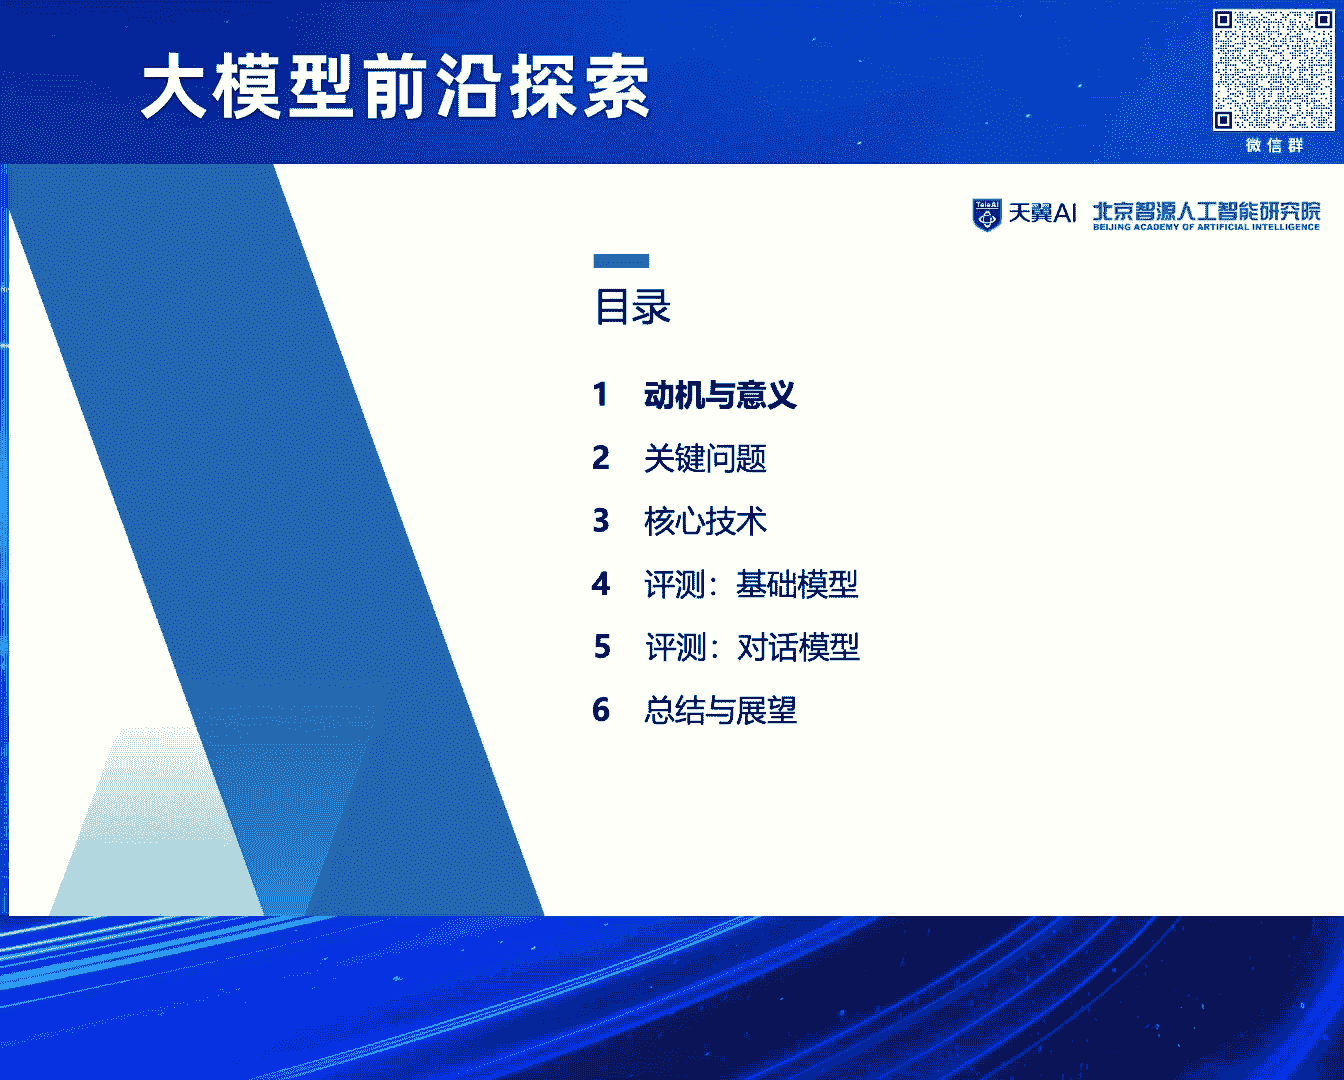 大模型前沿探索
微信群
TeleAI
天翼AI
北京智源人工智能研究院
BEIJING ACADEMY OF ARTIFICIAL INTELLIGENCE
目录
1 动机与意义
2 关键问题
3 核心技术
4 评测：基础模型
5 评测：对话模型
6 总结与展望